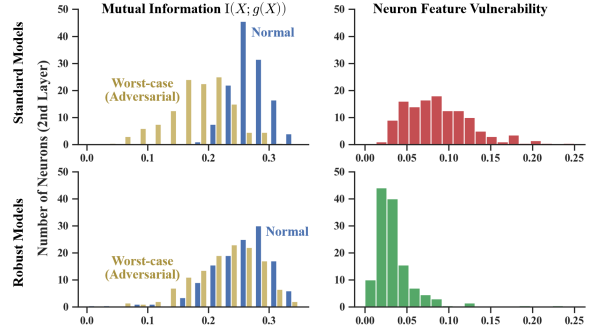 Mutual Information I(X; g(X))
Neuron Feature Vulnerability
Standard Models
Robust Models
Number of Neurons (2nd Layer)
50
40
30
20
10
0
Normal
Worst-case
(Adversarial)
0.0 0.1 0.2 0.3
50
40
30
20
10
0
0.00 0.05 0.10 0.15 0.20 0.25
50
40
30
20
10
0
Normal
Worst-case
(Adversarial)
0.0 0.1 0.2 0.3
50
40
30
20
10
0
0.00 0.05 0.10 0.15 0.20 0.25